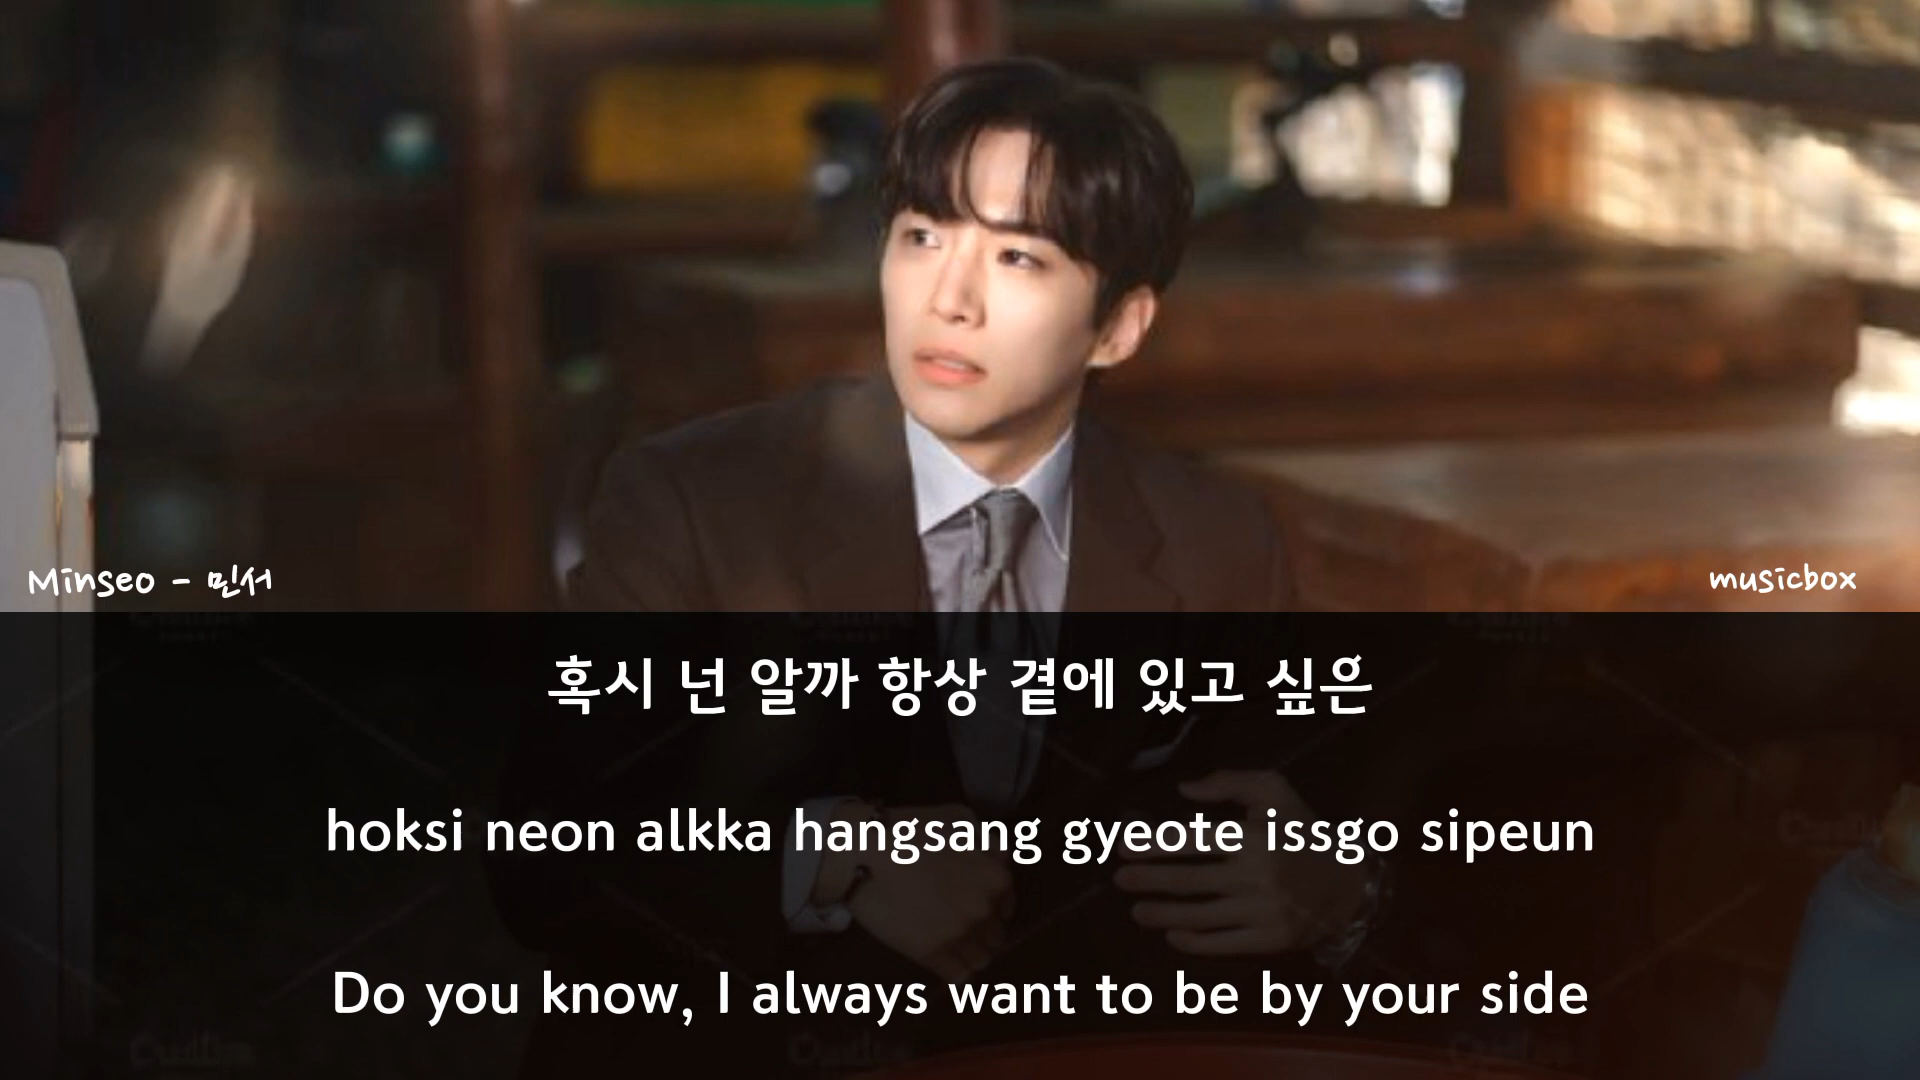 Minseo - 민서
musicbox
혹시 넌 알까 항상 곁에 있고 싶은
hoksi neon alkka hangsang gyeote issgo sipeun
Do you know, I always want to be by your side